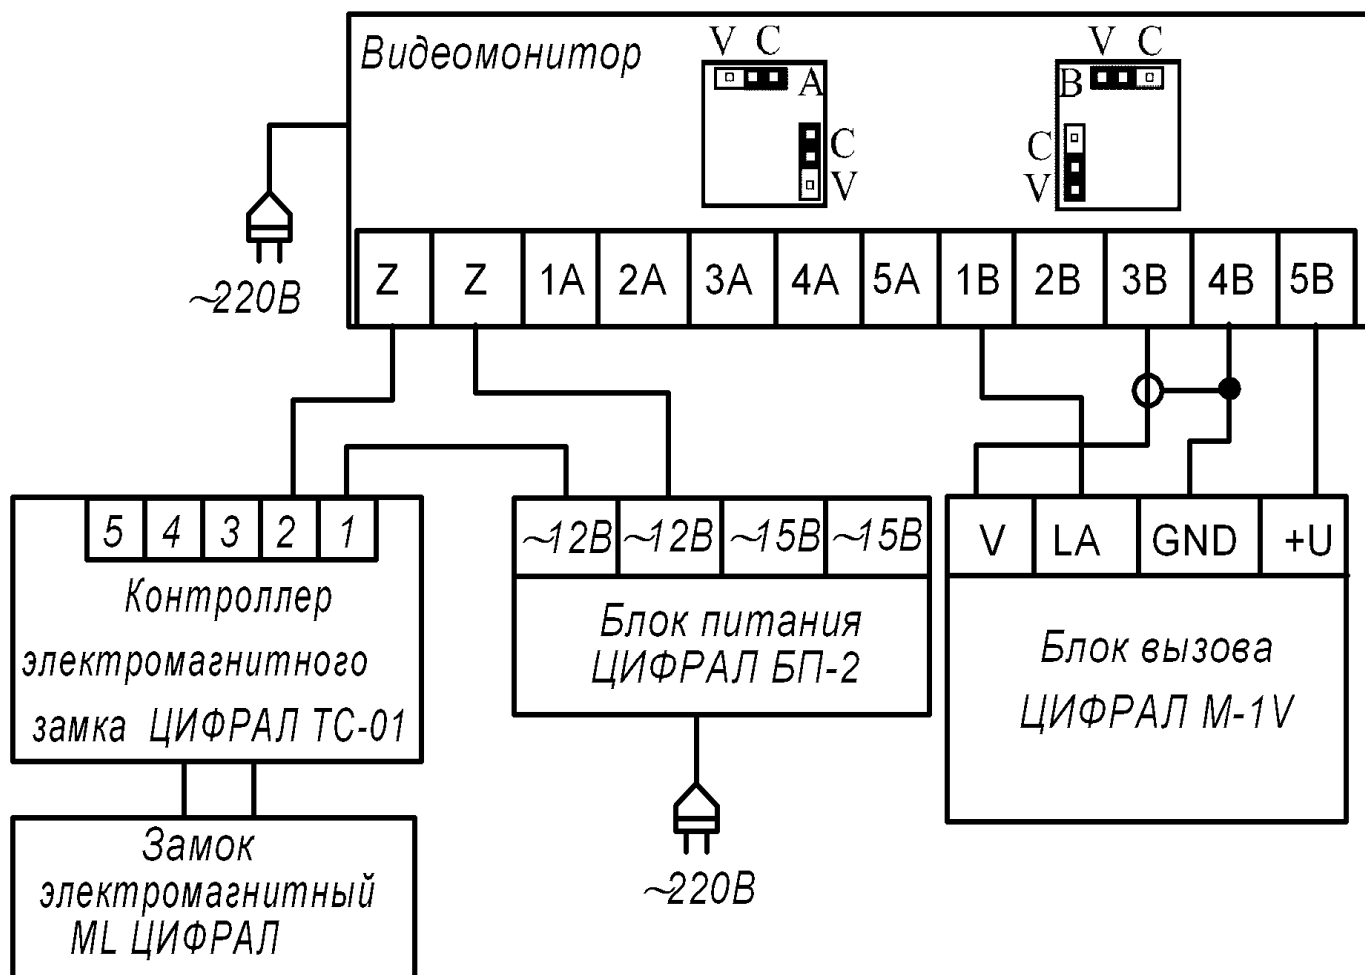 Видеомонитор
V C
A
C
V
V C
B
C
V
~220В
Z Z 1A 2A 3A 4A 5A 1B 2B 3B 4B 5B
5 4 3 2 1
Контроллер
электромагнитного
замка ЦИФРАЛ ТС-01
~12В ~12В ~15В ~15В
Блок питания
ЦИФРАЛ БП-2
~220В
V LA GND +U
Блок вызова
ЦИФРАЛ М-1V
Замок
электромагнитный
ML ЦИФРАЛ